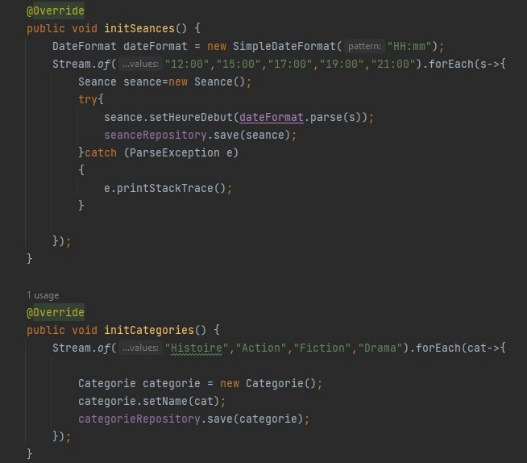 @Override
public void initSeances() {
    DateFormat dateFormat = new SimpleDateFormat( pattern: "HH:mm");
    Stream.of( ...values: "12:00","15:00","17:00","19:00","21:00").forEach(s->{
        Seance seance=new Seance();
        try{
            seance.setHeureDebut(dateFormat.parse(s));
            seanceRepository.save(seance);
        }catch (ParseException e)
        {
            e.printStackTrace();
        }
    });
}
1 usage
@Override
public void initCategories() {
    Stream.of( ...values: "Histoire","Action","Fiction","Drama").forEach(cat->{
        Categorie categorie = new Categorie();
        categorie.setName(cat);
        categorieRepository.save(categorie);
    });
}